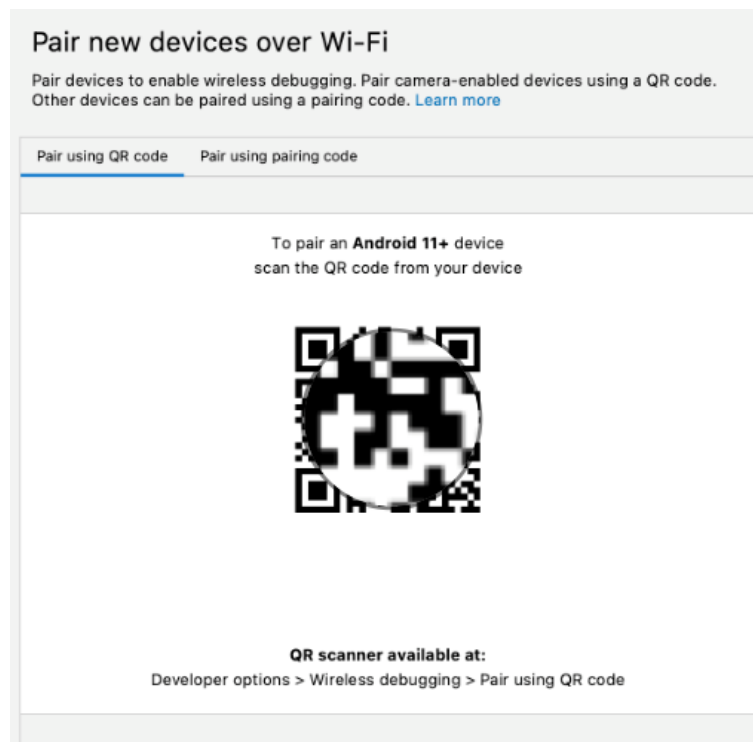 Pair new devices over Wi-Fi
Pair devices to enable wireless debugging. Pair camera-enabled devices using a QR code.
Other devices can be paired using a pairing code. Learn more
Pair using QR code
Pair using pairing code
To pair an Android 11+ device
scan the QR code from your device
QR scanner available at:
Developer options > Wireless debugging > Pair using QR code